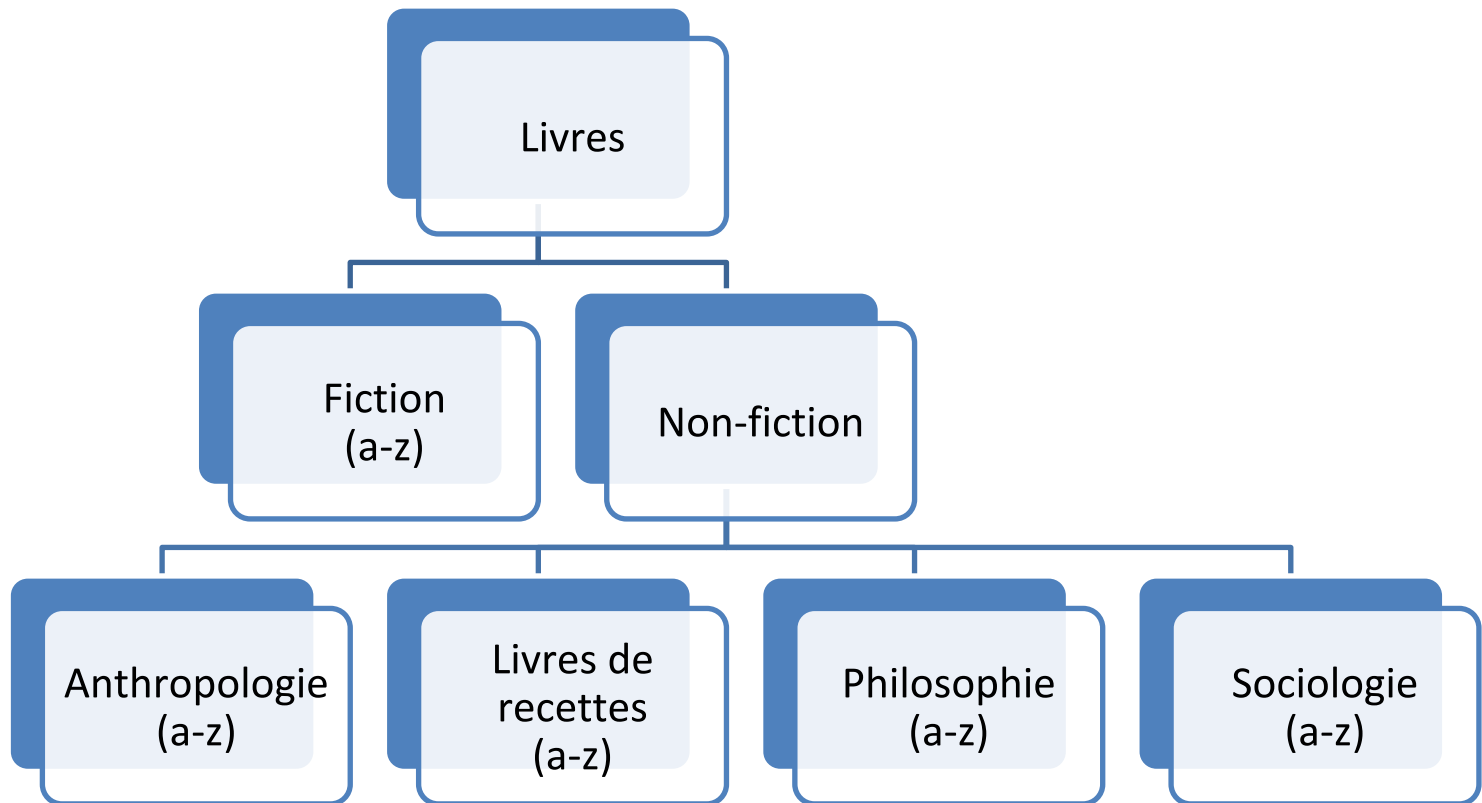 Livres
Fiction
(a-z)
Non-fiction
Anthropologie
(a-z)
Livres de
recettes
(a-z)
Philosophie
(a-z)
Sociologie
(a-z)